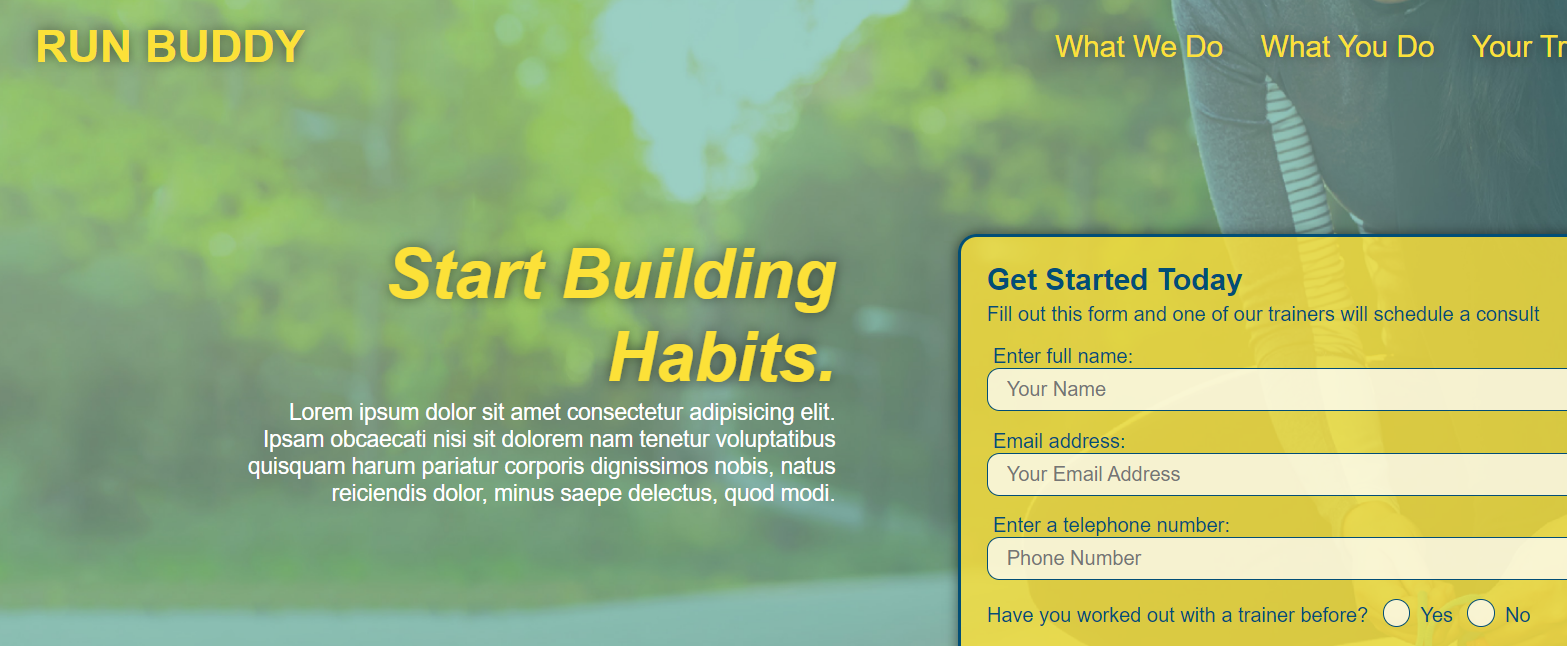 RUN BUDDY
What We Do
What You Do
Your Tr
Start Building
Habits.
Lorem ipsum dolor sit amet consectetur adipisicing elit.
Ipsam obcaecati nisi sit dolorem nam tenetur voluptatibus
quisquam harum pariatur corporis dignissimos nobis, natus
reiciendis dolor, minus saepe delectus, quod modi.
Get Started Today
Fill out this form and one of our trainers will schedule a consult
Enter full name:
Your Name
Email address:
Your Email Address
Enter a telephone number:
Phone Number
Have you worked out with a trainer before? Yes No